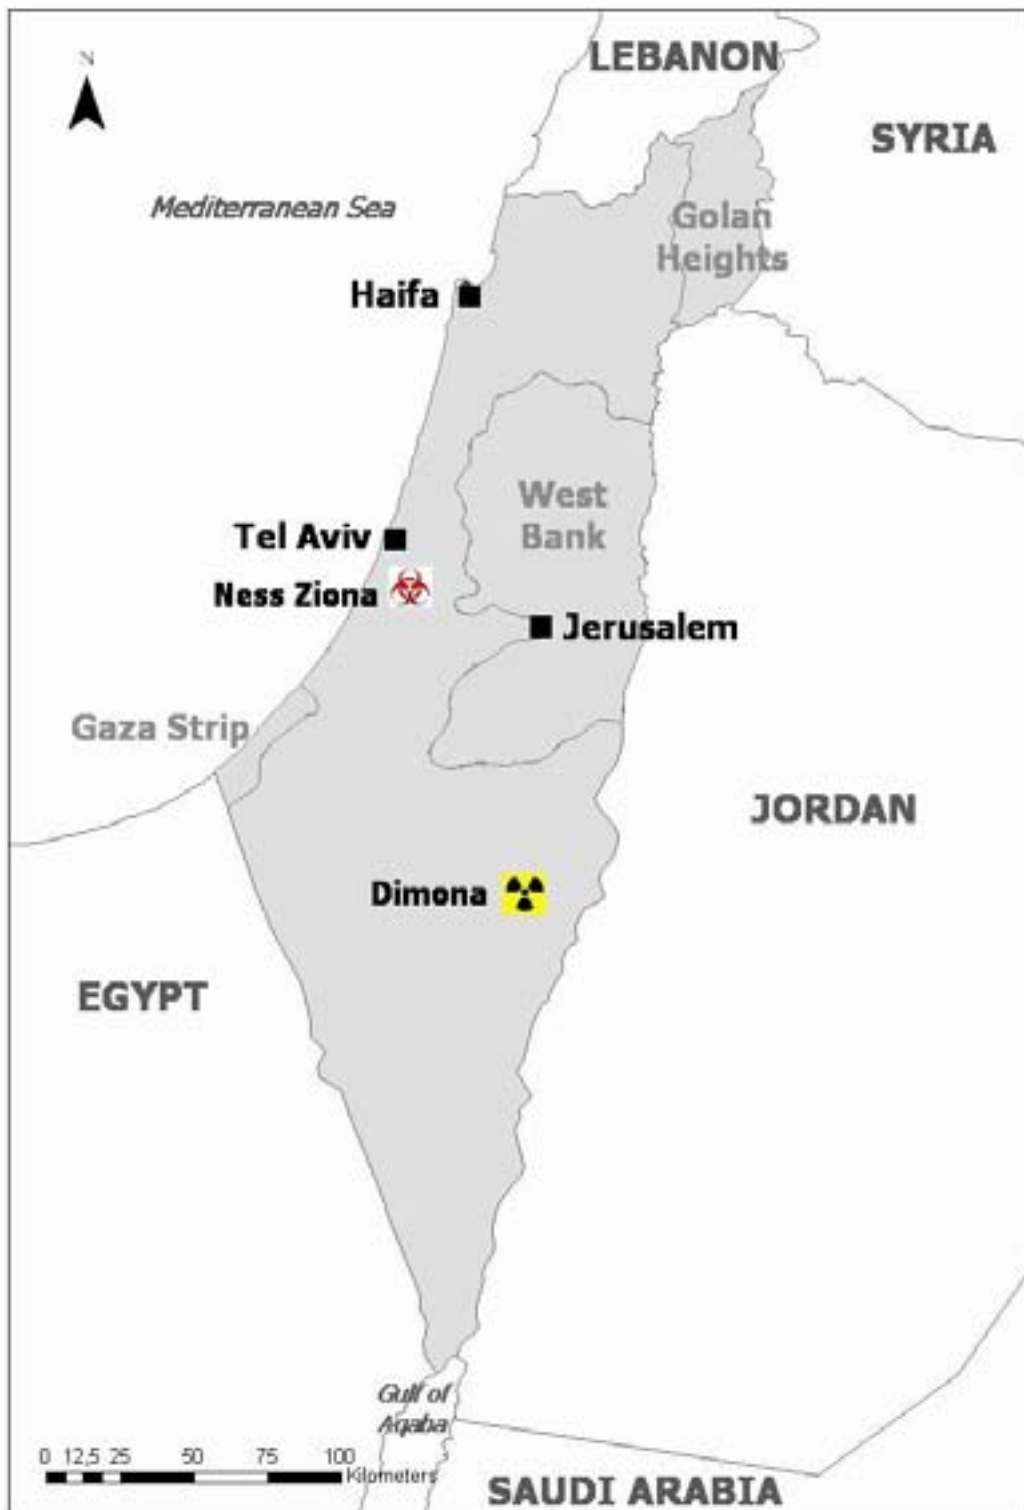 N
LEBANON
SYRIA
Mediterranean Sea
Golan
Heights
Haifa
West
Bank
Tel Aviv
Ness Ziona
Jerusalem
Gaza Strip
JORDAN
Dimona
EGYPT
Gulf of
Aqaba
0 12,5 25 50 75 100
Kilometers
SAUDI ARABIA